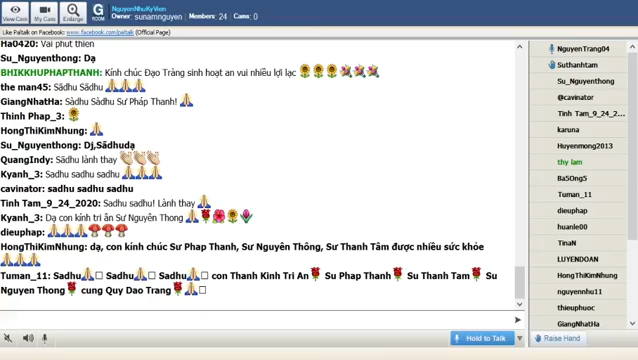 View Cam
My Cam
Enlarge
G
ROOM
NguyenNhuKyVien
Owner: sunamnguyen | Members: 24 | Cams: 0
Like Paltalk on Facebook: www.facebook.com/paltalk (Official Page)
Ha0420: Vài phut thien
Su_Nguyenthong: Dạ
BHIKKHUPHAPTHANH: Kính chúc Đạo Tràng sinh hoạt an vui nhiều lợi lạc
the man45: Sādhu Sādhu
GiangNhatHa: Sàdhu Sàdhu Sư Pháp Thanh!
Thinh Phap_3:
HongThiKimNhung:
Su_Nguyenthong: Dj,Sādhudạ
QuangIndy: Sādhu lành thay
Kyanh_3: Sadhu sadhu sadhu
cavinator: sadhu sadhu sadhu
Tinh Tam_9_24_2020: Sadhu sadhu! Lành thay
Kyanh_3: Dạ con kính tri ân Sư Nguyên Thong
dieuphap:
HongThiKimNhung: dạ, con kính chúc Sư Phap Thanh, Sư Nguyên Thông, Sư Thanh Tâm được nhiều sức khỏe
Tuman_11: Sadhu Sadhu Sadhu con Thanh Kinh Tri An Su Phap Thanh Su Thanh Tam Su
Nguyen Thong cung Quy Dao Trang
Hold to Talk
NguyenTrang04
Suthanhtam
Su_Nguyenthong
@cavinator
Tinh Tam_9_24_2
karuna
Huyenmong2013
thy lam
Ba5Ong5
Tuman_11
dieuphap
huanle00
TinaN
LUYENDOAN
HongThiKimNhung
nguyennhu11
thieuphuoc
GiangNhatHa
Raise Hand